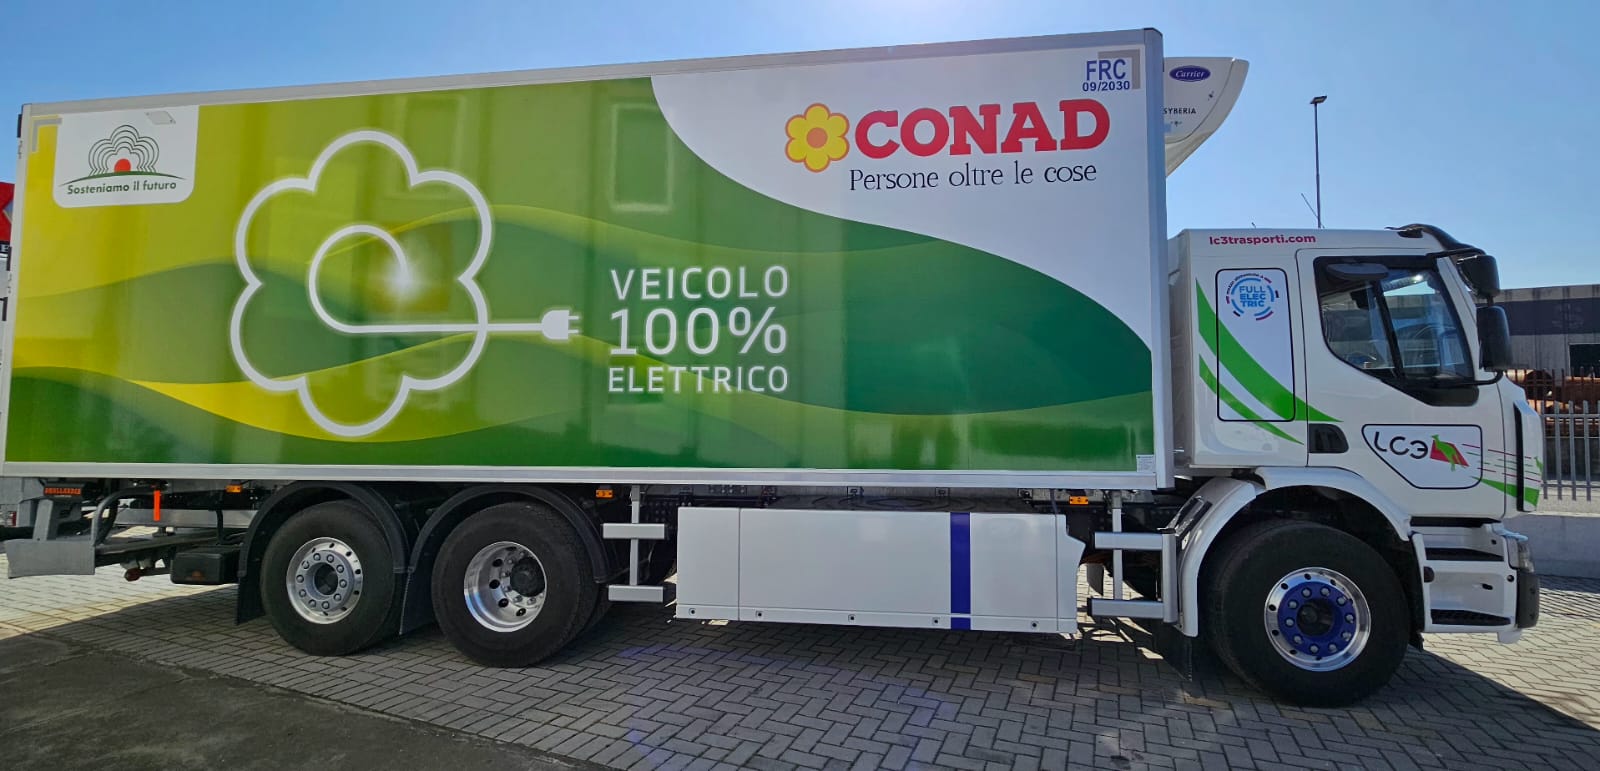 Sosteniamo il futuro
CONAD
Persone oltre le cose
FRC
09/2030
Carrier
SYBERIA
VEICOLO
100%
ELETTRICO
lc3trasporti.com
FULL
ELEC
TRIC
LC3
DHOLLANDIA